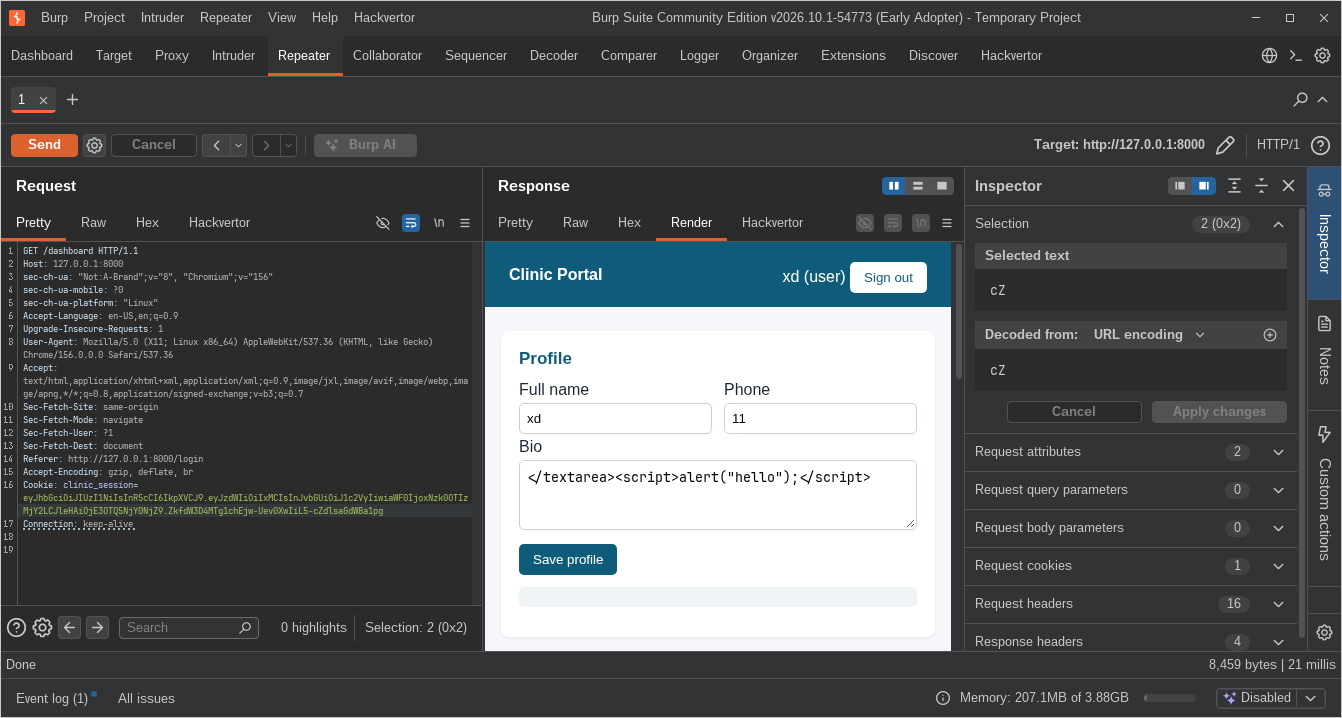 Burp Project Intruder Repeater View Help Hackvertor
Burp Suite Community Edition v2026.10.1-54773 (Early Adopter) - Temporary Project
Dashboard Target Proxy Intruder Repeater Collaborator Sequencer Decoder Comparer Logger Organizer Extensions Discover Hackvertor
1
Send Cancel Burp AI
Target: http://127.0.0.1:8000 HTTP/1
Request
Pretty Raw Hex Hackvertor \n
1 GET /dashboard HTTP/1.1
2 Host: 127.0.0.1:8000
3 sec-ch-ua: "Not:A-Brand";v="8", "Chromium";v="156"
4 sec-ch-ua-mobile: ?0
5 sec-ch-ua-platform: "Linux"
6 Accept-Language: en-US,en;q=0.9
7 Upgrade-Insecure-Requests: 1
8 User-Agent: Mozilla/5.0 (X11; Linux x86_64) AppleWebKit/537.36 (KHTML, like Gecko)
Chrome/156.0.0.0 Safari/537.36
9 Accept:
text/html,application/xhtml+xml,application/xml;q=0.9,image/jxl,image/avif,image/webp,ima
ge/apng,*/*;q=0.8,application/signed-exchange;v=b3;q=0.7
10 Sec-Fetch-Site: same-origin
11 Sec-Fetch-Mode: navigate
12 Sec-Fetch-User: ?1
13 Sec-Fetch-Dest: document
14 Referer: http://127.0.0.1:8000/login
15 Accept-Encoding: gzip, deflate, br
16 Cookie: clinic_session=
17 Connection: keep-alive
18
19
Search
0 highlights
Selection: 2 (0x2)
Response
Pretty Raw Hex Render Hackvertor \n
Clinic Portal
xd (user) Sign out
Profile
Full name Phone
xd 11
Bio
</textarea><script>alert("hello");</script>
Save profile
Inspector
Selection 2 (0x2)
Selected text
cZ
Decoded from: URL encoding
cZ
Cancel Apply changes
Request attributes 2
Request query parameters 0
Request body parameters 0
Request cookies 1
Request headers 16
Response headers 4
Inspector
Notes
Custom actions
Done
8,459 bytes | 21 millis
Event log (1) All issues
Memory: 207.1MB of 3.88GB
Disabled